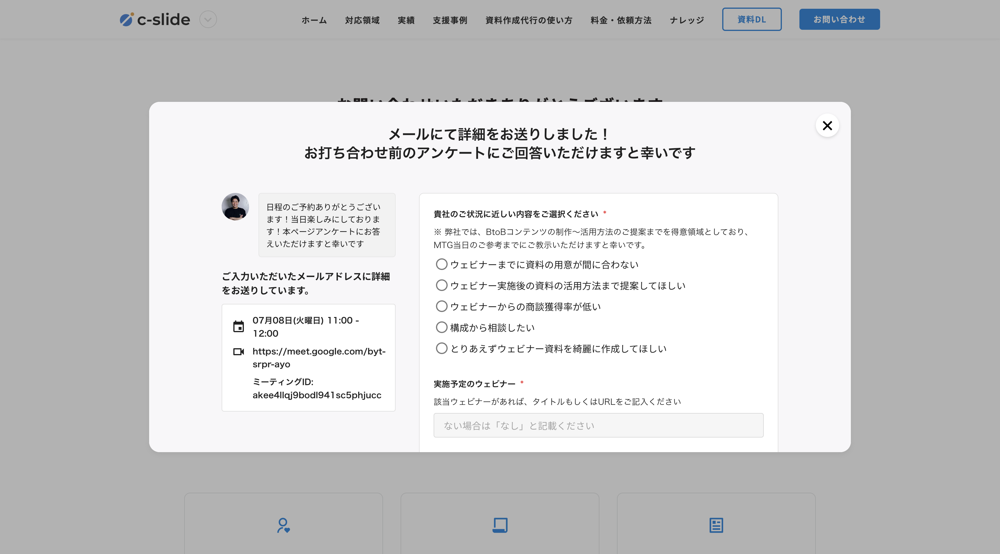 c-slide
ホーム
対応領域
実績
支援事例
資料作成代行の使い方
料金・依頼方法
ナレッジ
資料DL
お問い合わせ
お問い合わせいただきありがとうございます
メールにて詳細をお送りしました！
お打ち合わせ前のアンケートにご回答いただけますと幸いです
日程のご予約ありがとうござい
ます！当日楽しみにしておりま
す！本ページアンケートにお答
えいただけますと幸いです
ご入力いただいたメールアドレスに詳細
をお送りしています。
07月08日(火曜日) 11:00 -
12:00
https://meet.google.com/byt-
srpr-ayo
ミーティングID:
akee4llqj9bodl941sc5phjucc
貴社のご状況に近しい内容をご選択ください *
※ 弊社では、BtoBコンテンツの制作〜活用方法のご提案までを得意領域としており、
MTG当日のご参考までにご教示いただけますと幸いです。
ウェビナーまでに資料の用意が間に合わない
ウェビナー実施後の資料の活用方法まで提案してほしい
ウェビナーからの商談獲得率が低い
構成から相談したい
とりあえずウェビナー資料を綺麗に作成してほしい
実施予定のウェビナー *
該当ウェビナーがあれば、タイトルもしくはURLをご記入ください
ない場合は「なし」と記載ください